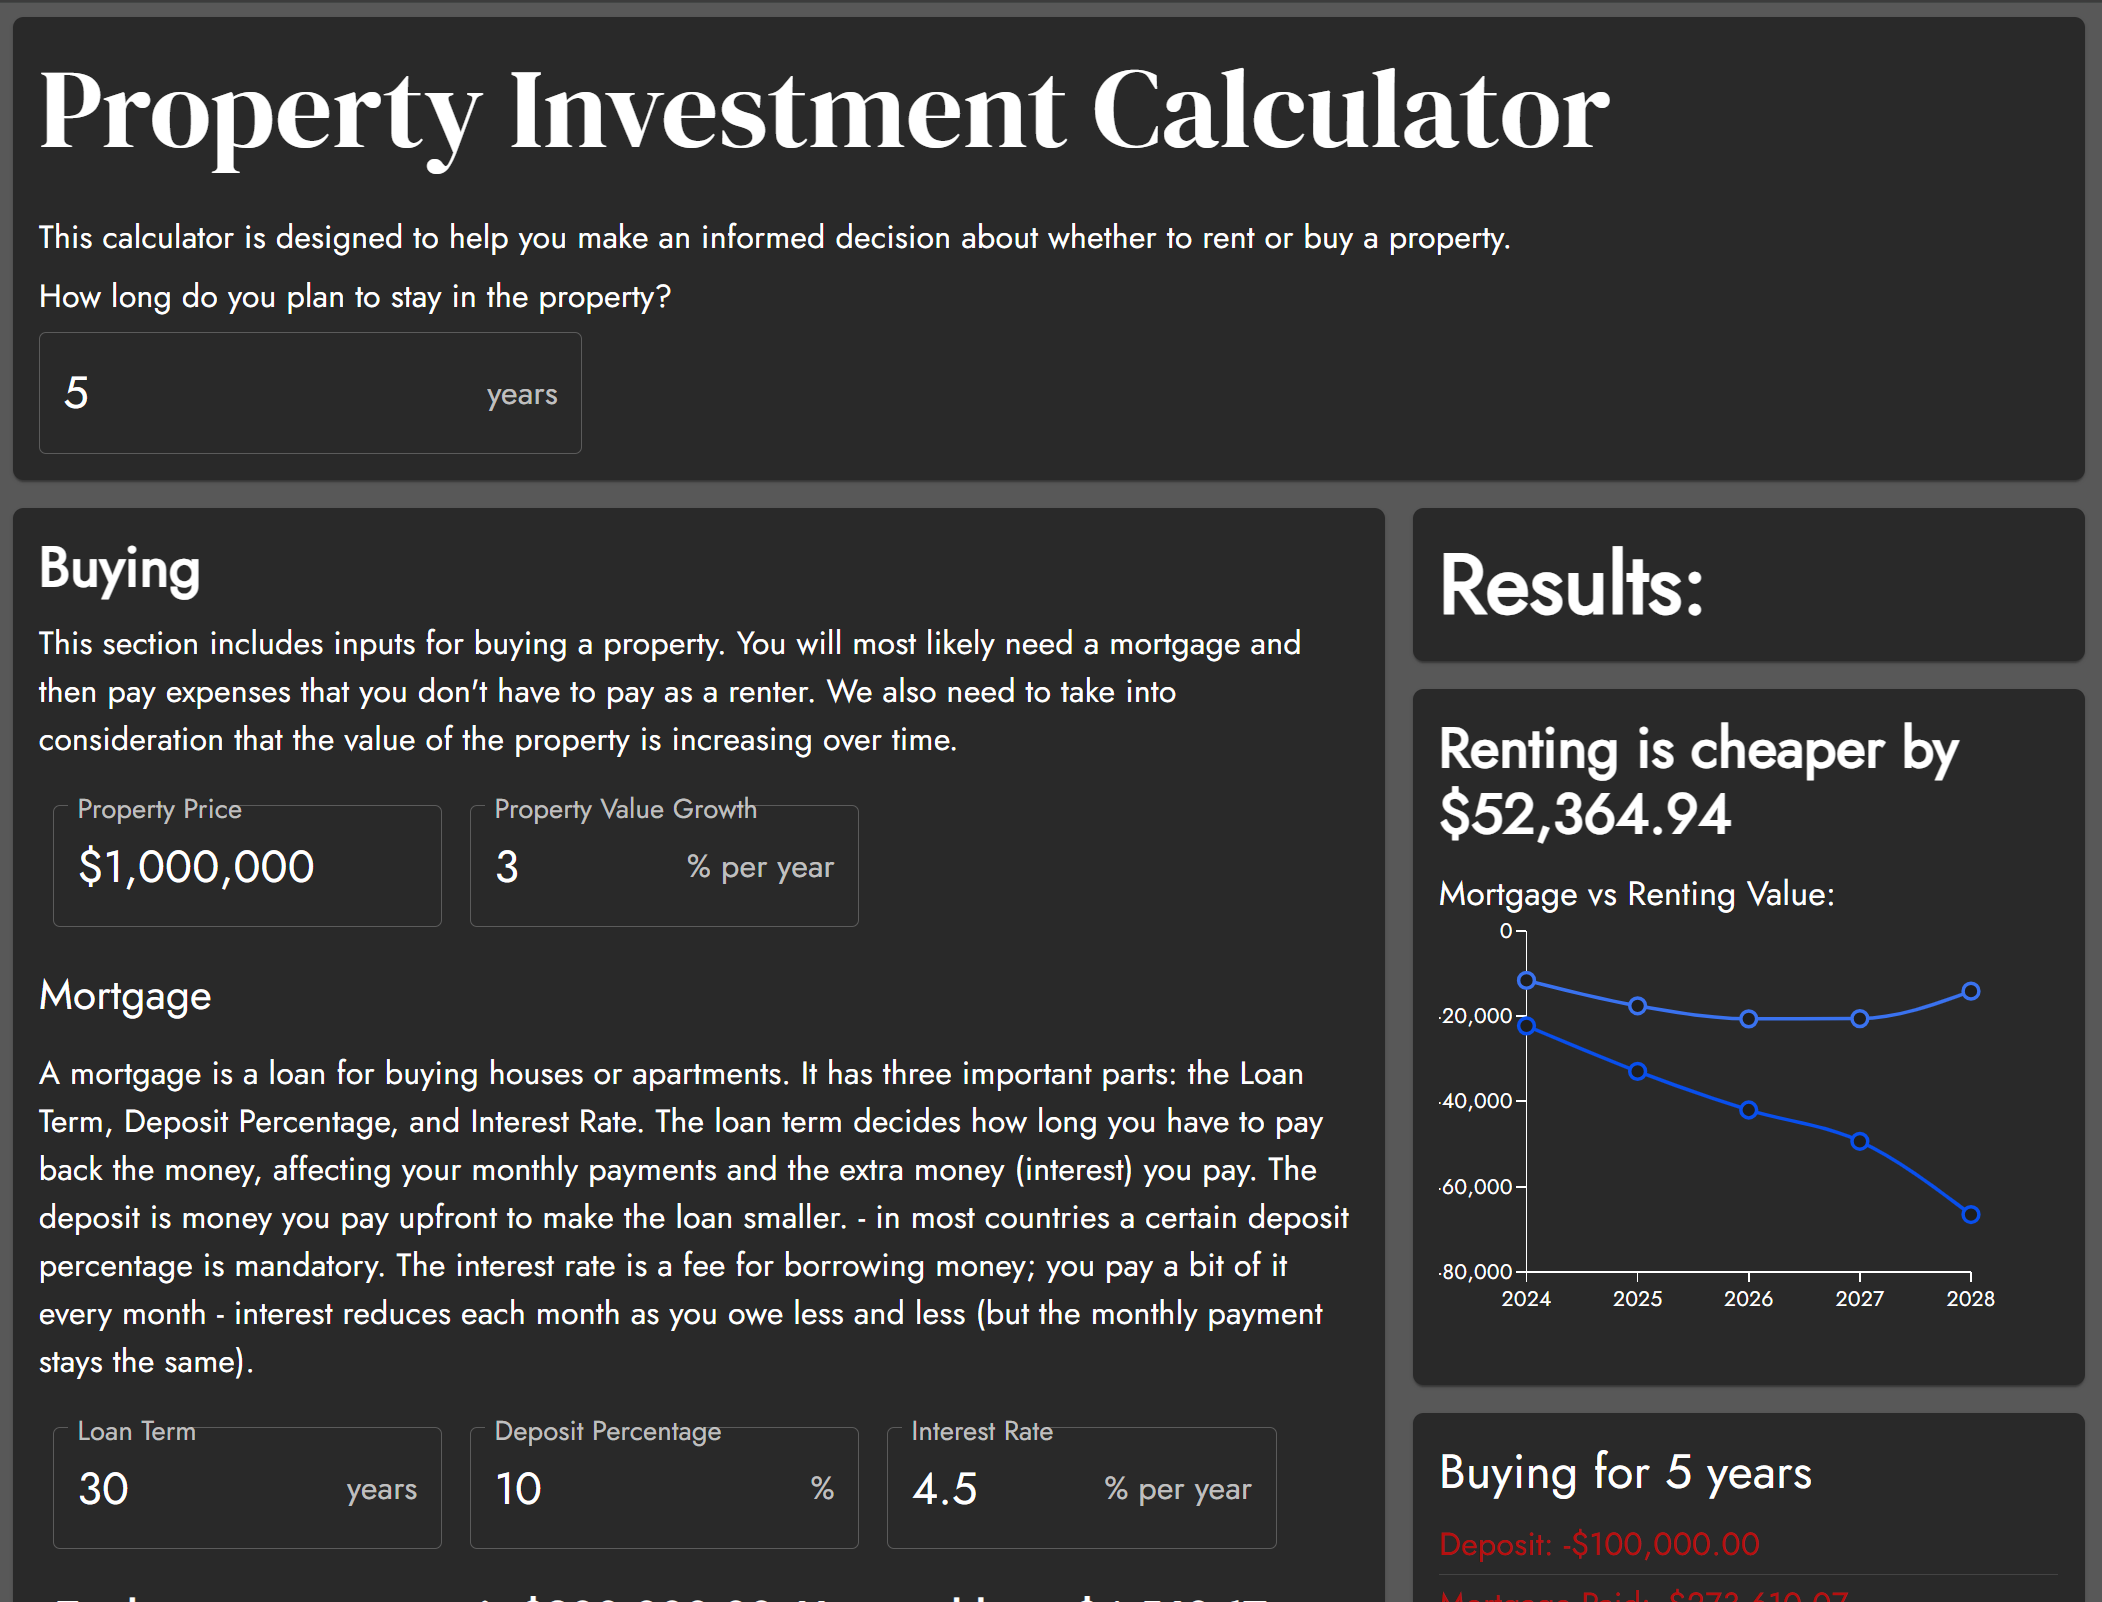 Property Investment Calculator
This calculator is designed to help you make an informed decision about whether to rent or buy a property.
How long do you plan to stay in the property?
5 years
Buying
This section includes inputs for buying a property. You will most likely need a mortgage and
then pay expenses that you don't have to pay as a renter. We also need to take into
consideration that the value of the property is increasing over time.
Property Price
$1,000,000
Property Value Growth
3 % per year
Mortgage
A mortgage is a loan for buying houses or apartments. It has three important parts: the Loan
Term, Deposit Percentage, and Interest Rate. The loan term decides how long you have to pay
back the money, affecting your monthly payments and the extra money (interest) you pay. The
deposit is money you pay upfront to make the loan smaller. - in most countries a certain deposit
percentage is mandatory. The interest rate is a fee for borrowing money; you pay a bit of it
every month - interest reduces each month as you owe less and less (but the monthly payment
stays the same).
Loan Term
30 years
Deposit Percentage
10 %
Interest Rate
4.5 % per year
Results:
Renting is cheaper by
$52,364.94
Mortgage vs Renting Value:
0
-20,000
-40,000
-60,000
-80,000
2024 2025 2026 2027 2028
Buying for 5 years
Deposit: -$100,000.00